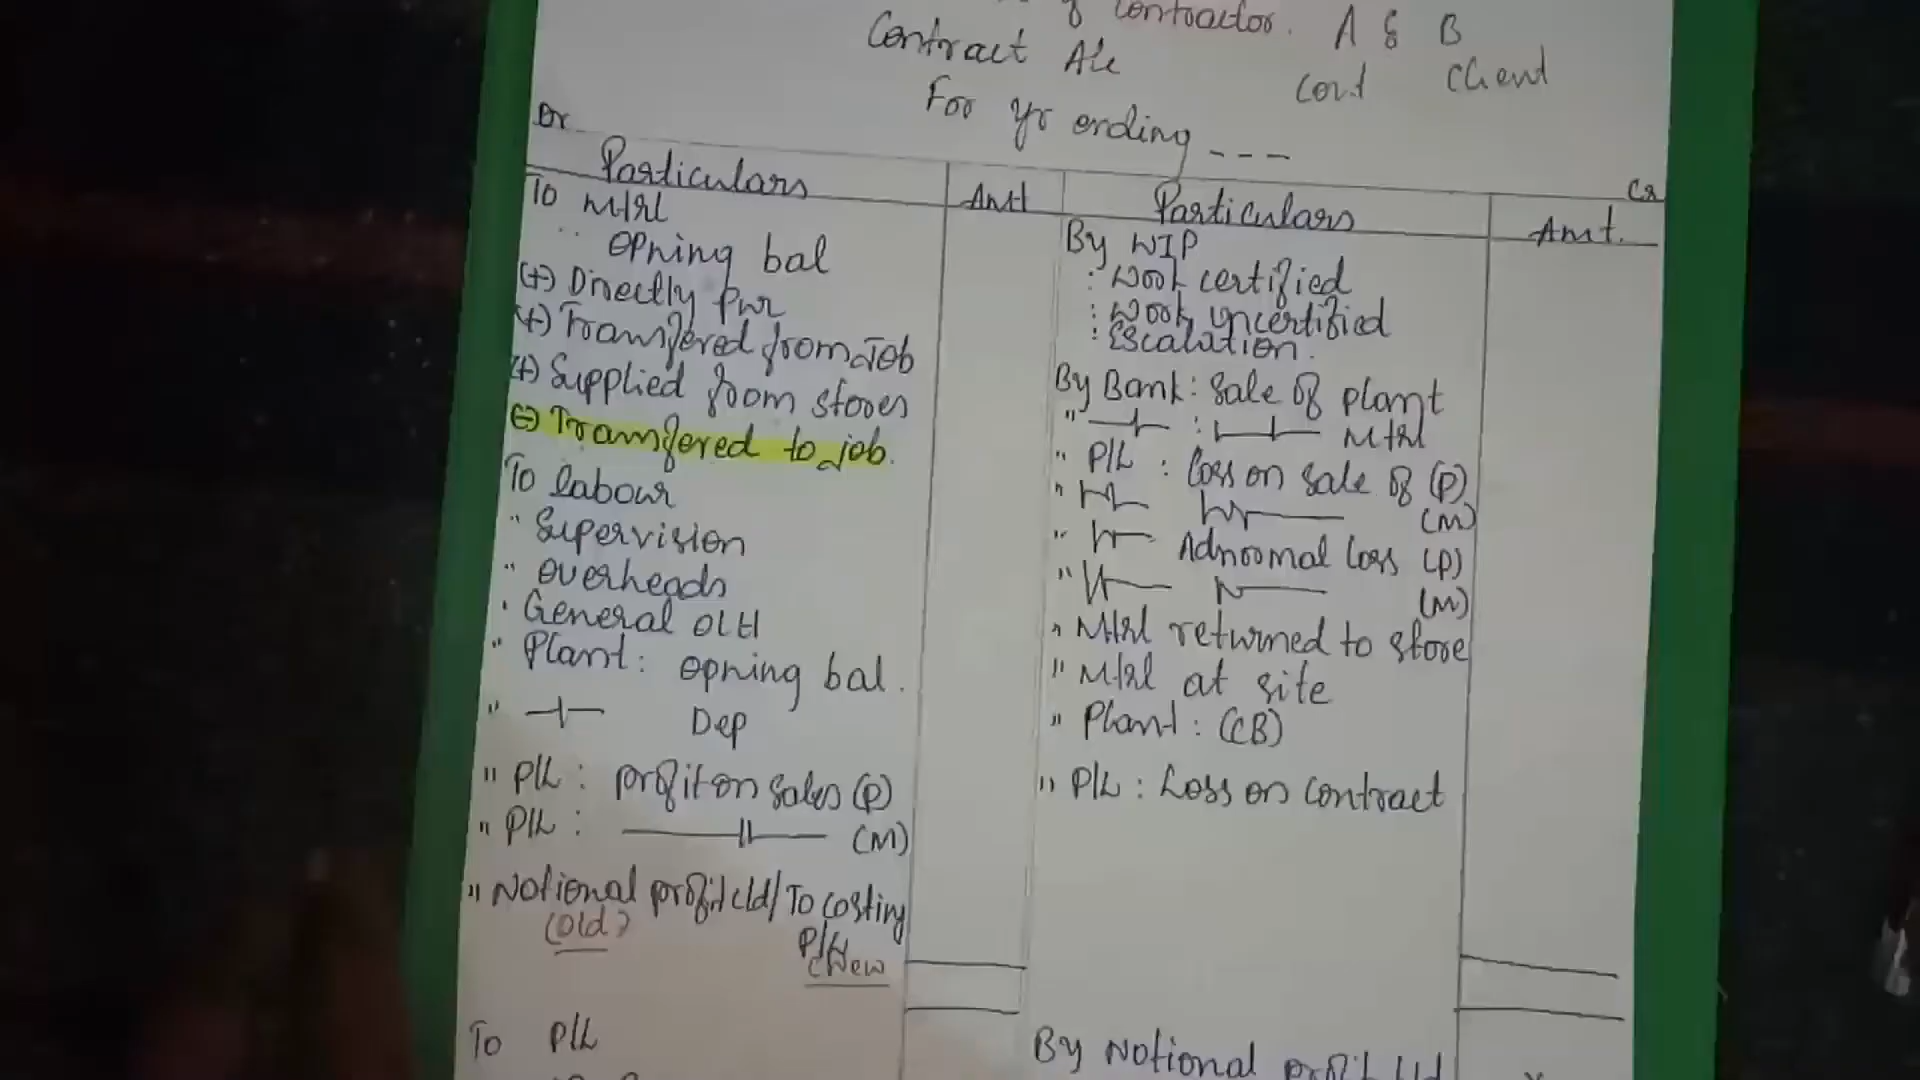 of contractor. A & B
Contract A/c Cont Client
For yr ending ---
Dr Cr
Particulars Amt Particulars Amt.
To Mtrl
opning bal
(+) Directly pur
(+) Transfered from Job
(+) Supplied from stores
(-) Transfered to job.
To labour
" Supervision
" overheads
" General O/H
" Plant: opning bal.
" Dep
" P/L : profit on sales (P)
" P/L : (M)
" Notional profit c/d / To costing
(old) P/L
(New
To P/L
By WIP
: Work certified
: Work uncertified
: Escalation.
By Bank: Sale of plant
" : Mtrl
" P/L : Loss on sale of (P)
" (M)
" Adnormal loss (P)
" (M)
" Mtrl returned to store
" Mtrl at site
" Plant: (CB)
" P/L : Loss on contract
By Notional